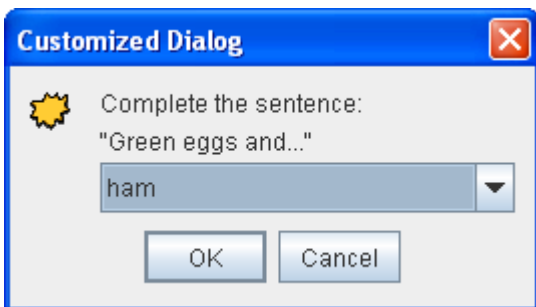 Customized Dialog
Complete the sentence:
"Green eggs and..."
ham
OK Cancel